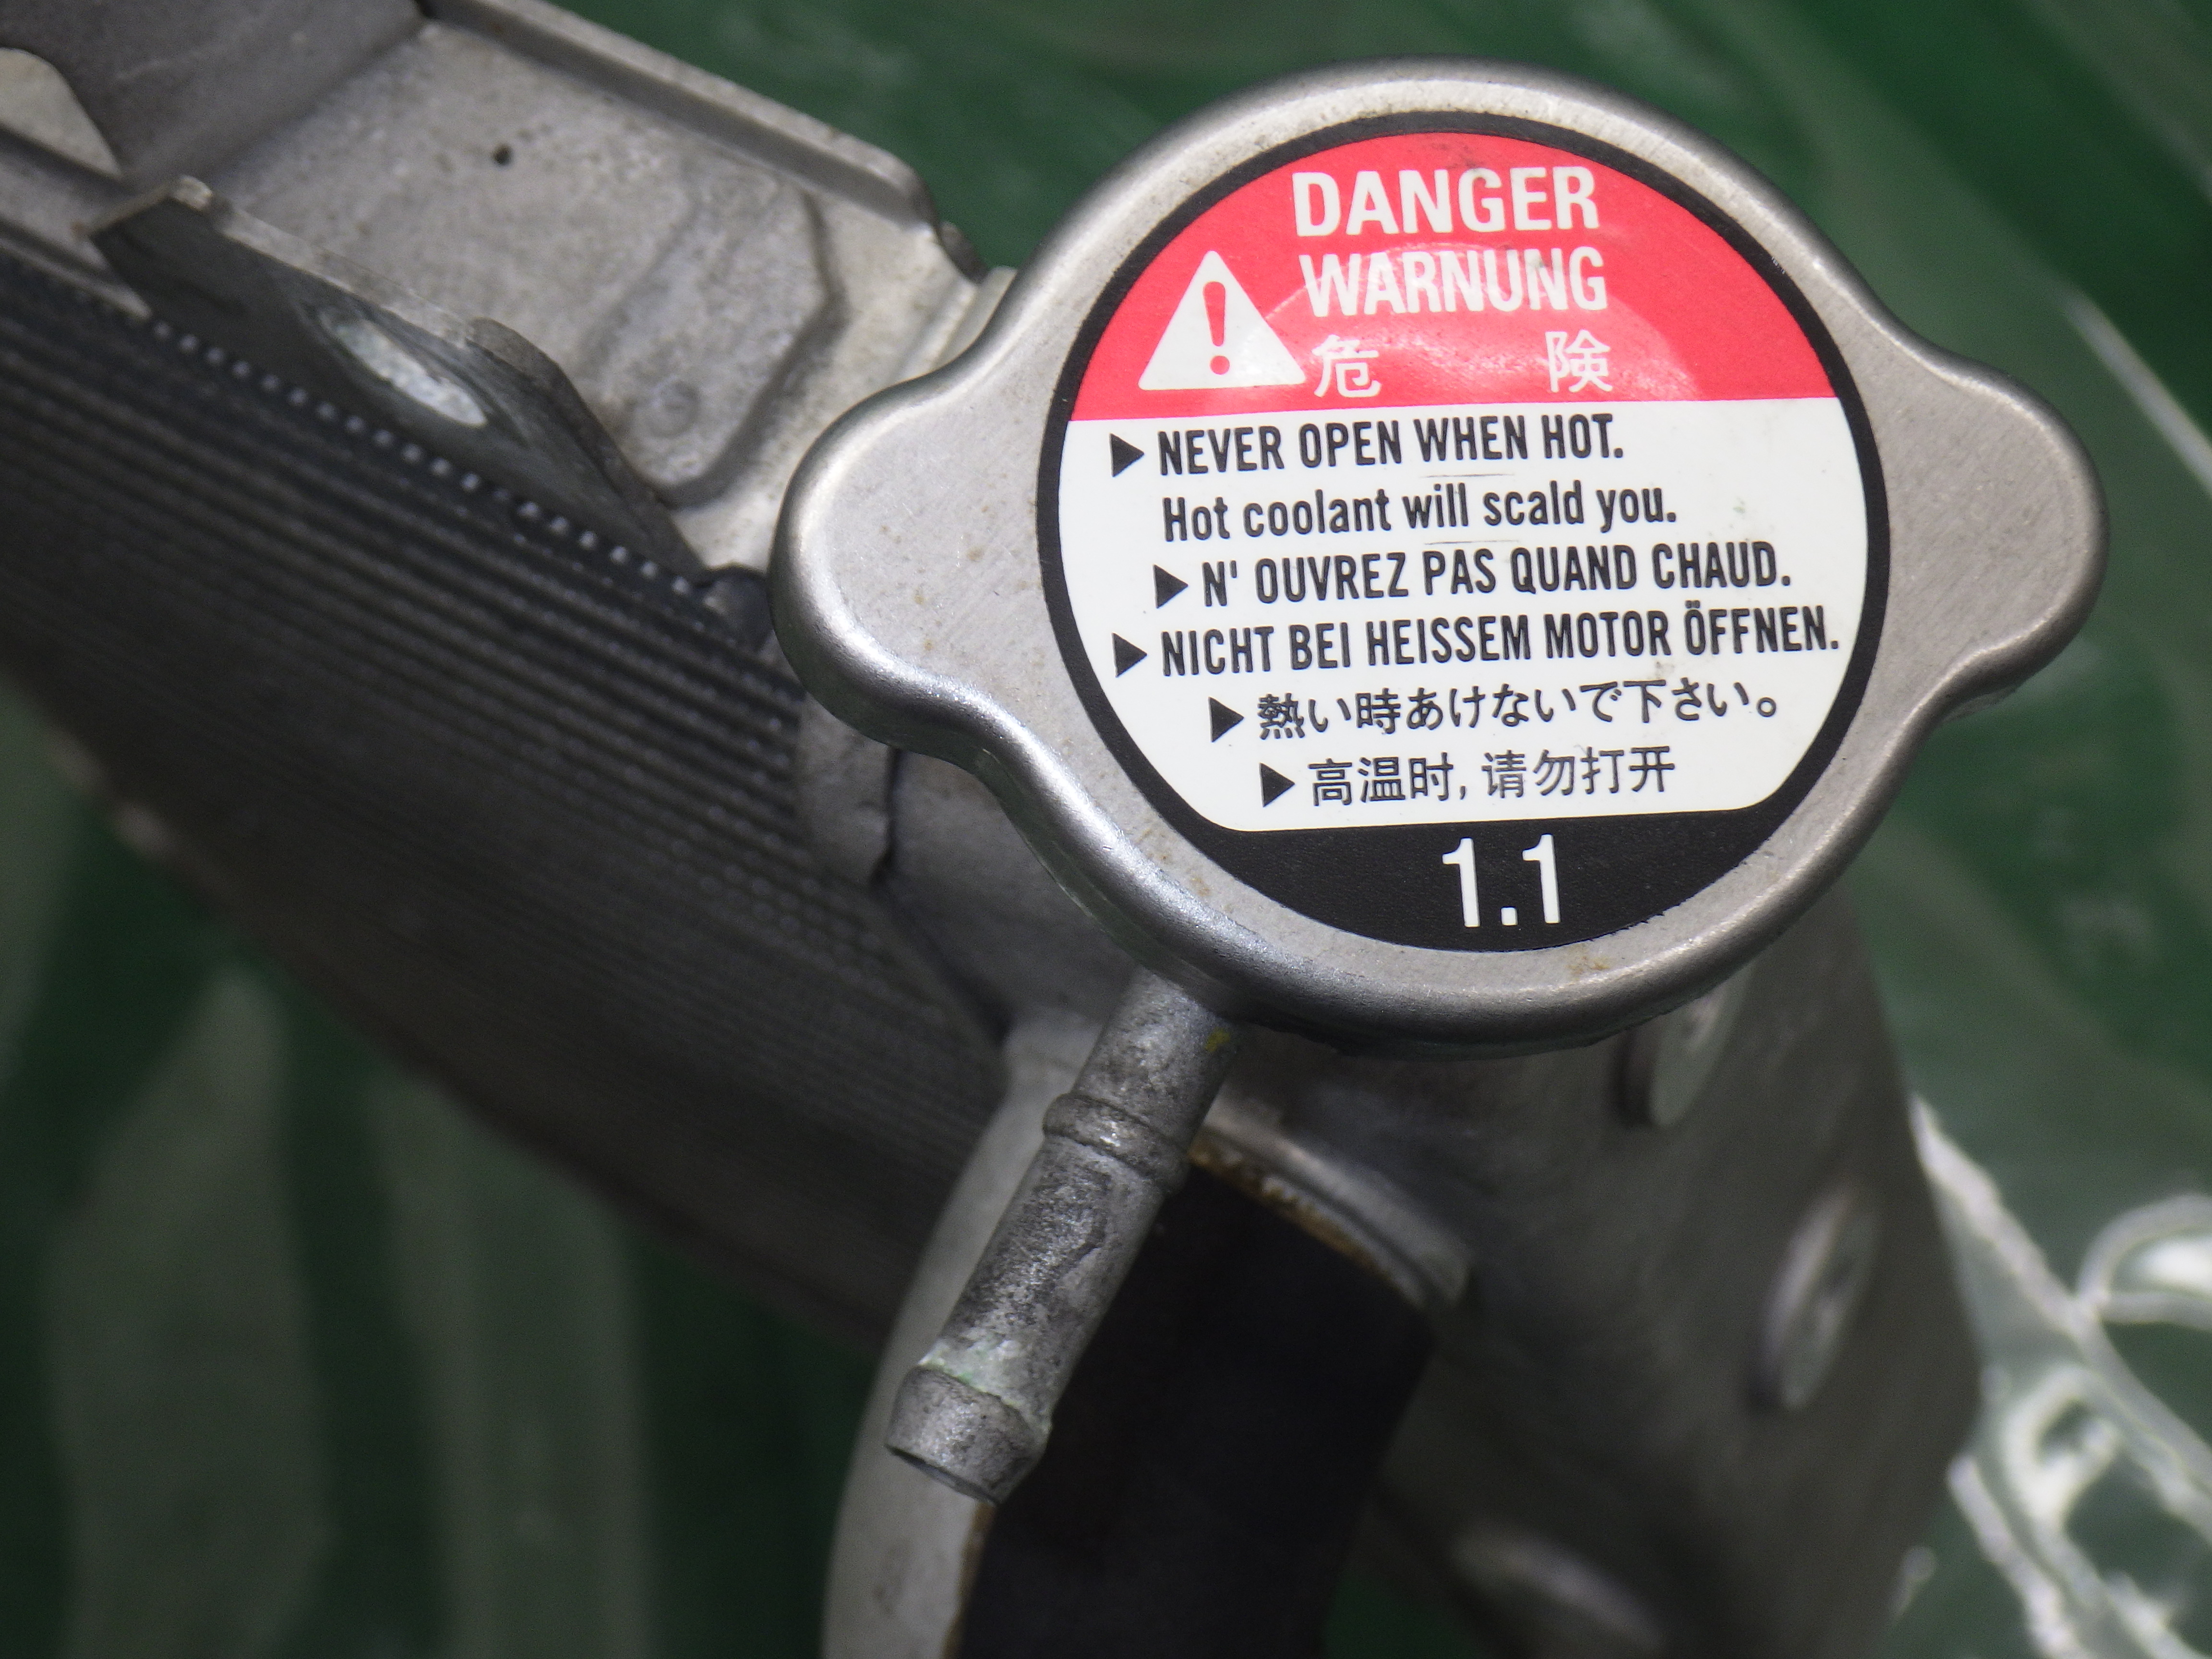 DANGER
WARNUNG
危 険
▶NEVER OPEN WHEN HOT.
Hot coolant will scald you.
▶N' OUVREZ PAS QUAND CHAUD.
▶NICHT BEI HEISSEM MOTOR ÖFFNEN.
▶熱い時あけないで下さい。
▶高温时,请勿打开
1.1